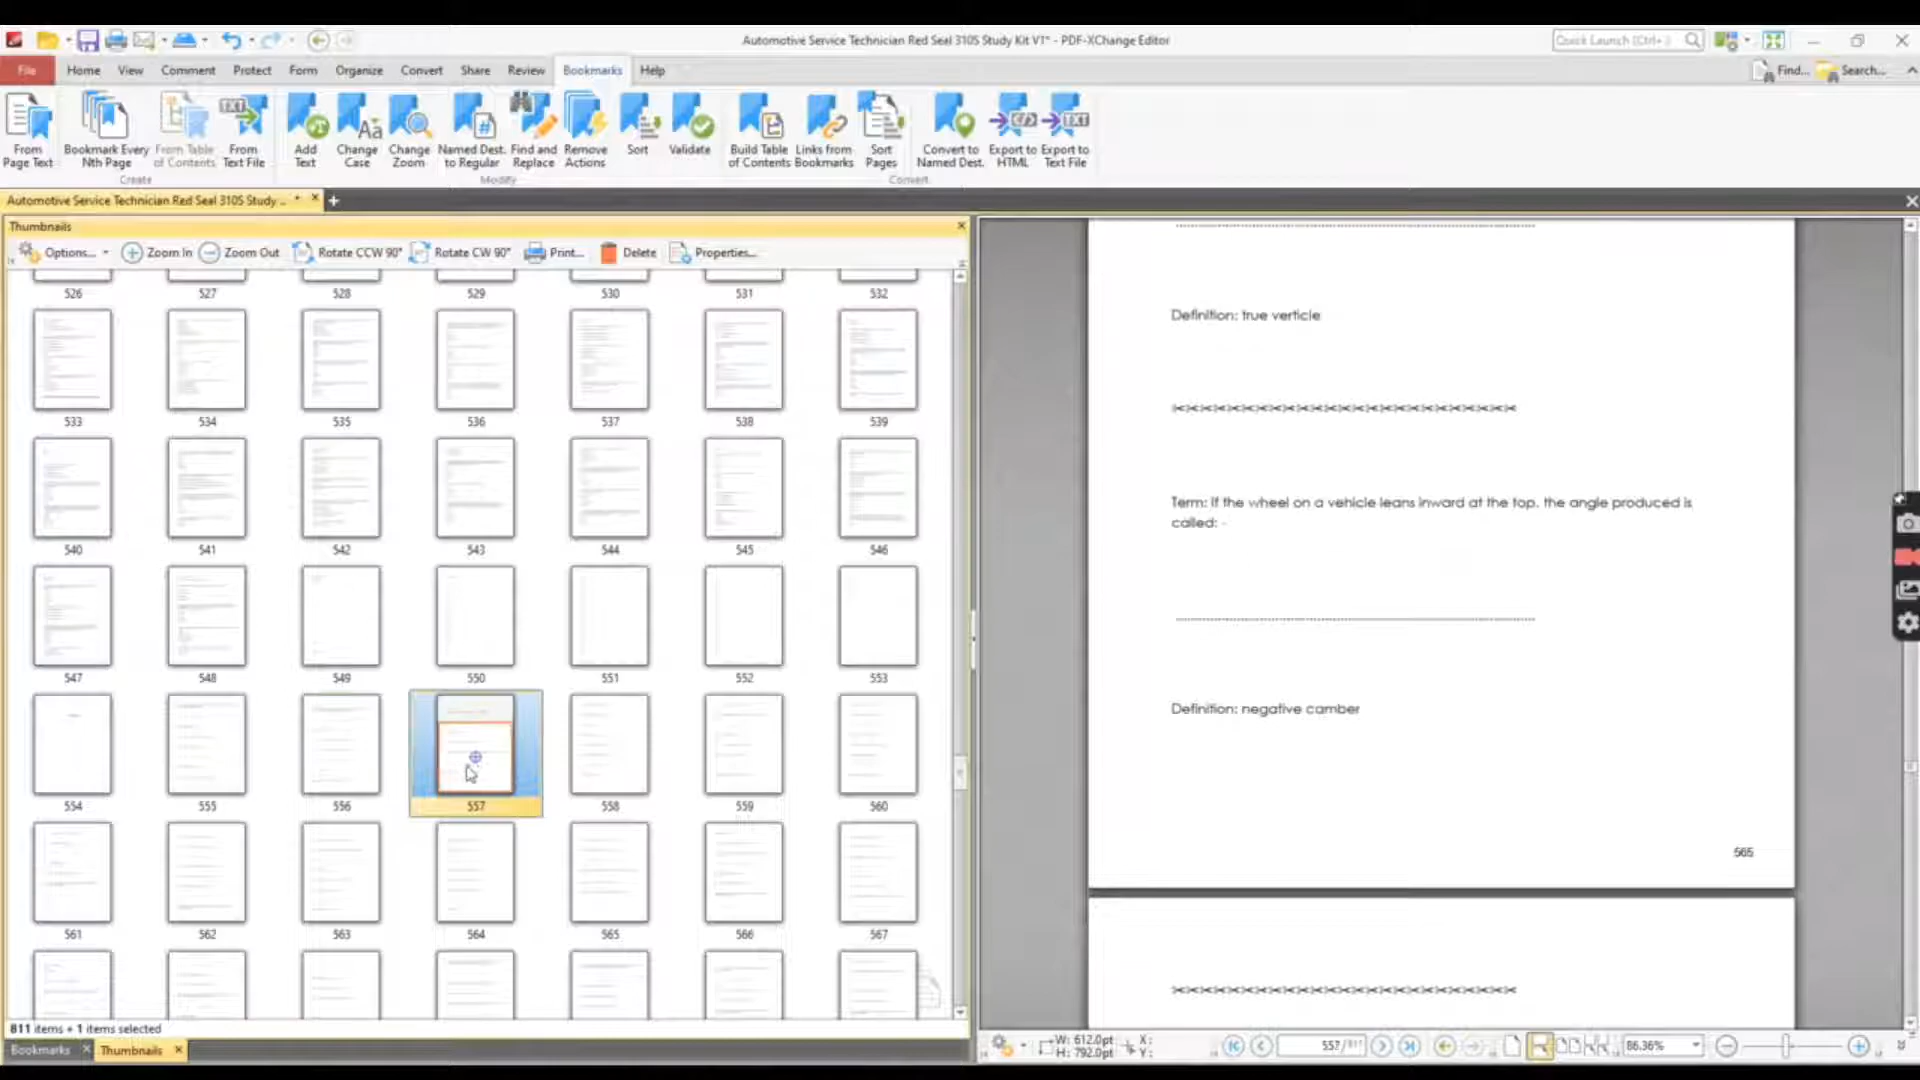 Automotive Service Technician Red Seal 310S Study Kit V1* - PDF-XChange Editor
Quick Launch (Ctrl+.)
File Home View Comment Protect Form Organize Convert Share Review Bookmarks Help
Find... Search...
From Page Text
Bookmark Every Nth Page
From Table of Contents
From Text File
Add Text
Change Case
Change Zoom
Named Dest. to Regular
Find and Replace
Remove Actions
Sort
Validate
Build Table of Contents
Links from Bookmarks
Sort Pages
Convert to Named Dest.
Export to HTML
Export to Text File
Create Modify Convert
Automotive Service Technician Red Seal 310S Study ... *
Thumbnails
Options... Zoom In Zoom Out Rotate CCW 90° Rotate CW 90° Print... Delete Properties...
526 527 528 529 530 531 532
533 534 535 536 537 538 539
540 541 542 543 544 545 546
547 548 549 550 551 552 553
554 555 556 557 558 559 560
561 562 563 564 565 566 567
811 items + 1 items selected
Bookmarks Thumbnails
Definition: true verticle
Term: If the wheel on a vehicle leans inward at the top, the angle produced is
called: -
Definition: negative camber
565
W: 612.0pt
H: 792.0pt
X:
Y:
557 / 811
86.36%